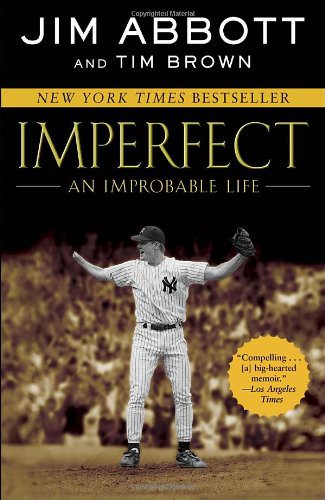 JIM ABBOTT
AND TIM BROWN
NEW YORK TIMES BESTSELLER
IMPERFECT
AN IMPROBABLE LIFE
NY
"Compelling . . .
[a] big-hearted
memoir."
—Los Angeles
Times